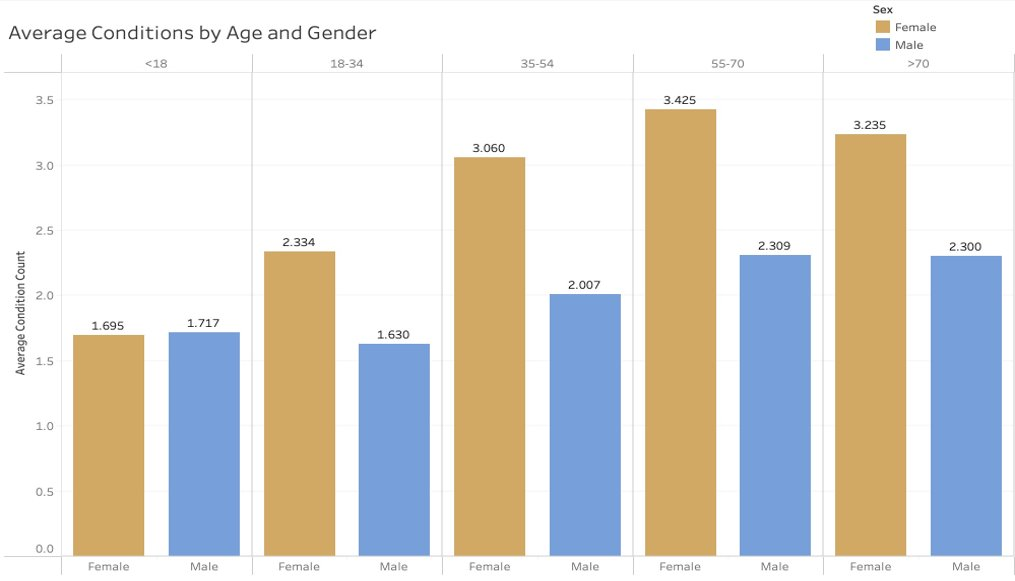 Sex
Female
Male
Average Conditions by Age and Gender
<18 18-34 35-54 55-70 >70
Average Condition Count
3.5
3.0
2.5
2.0
1.5
1.0
0.5
0.0
1.695 1.717 2.334 1.630 3.060 2.007 3.425 2.309 3.235 2.300
Female Male Female Male Female Male Female Male Female Male